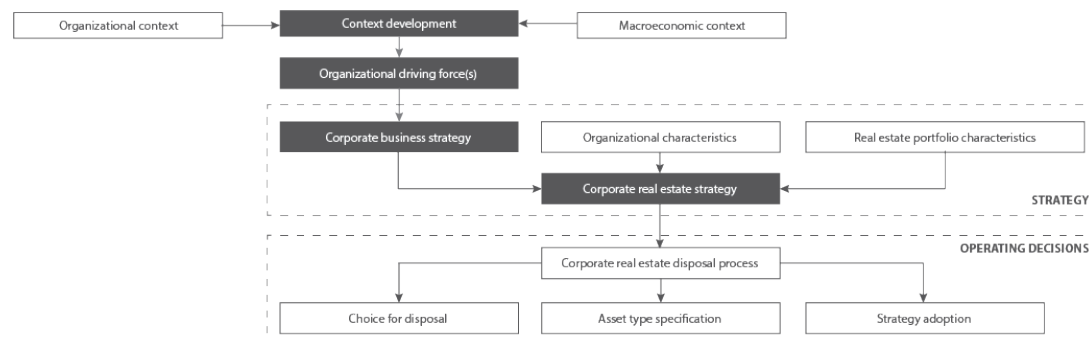 Organizational context
Context development
Macroeconomic context
Organizational driving force(s)
Corporate business strategy
Organizational characteristics
Real estate portfolio characteristics
Corporate real estate strategy
STRATEGY
OPERATING DECISIONS
Corporate real estate disposal process
Choice for disposal
Asset type specification
Strategy adoption